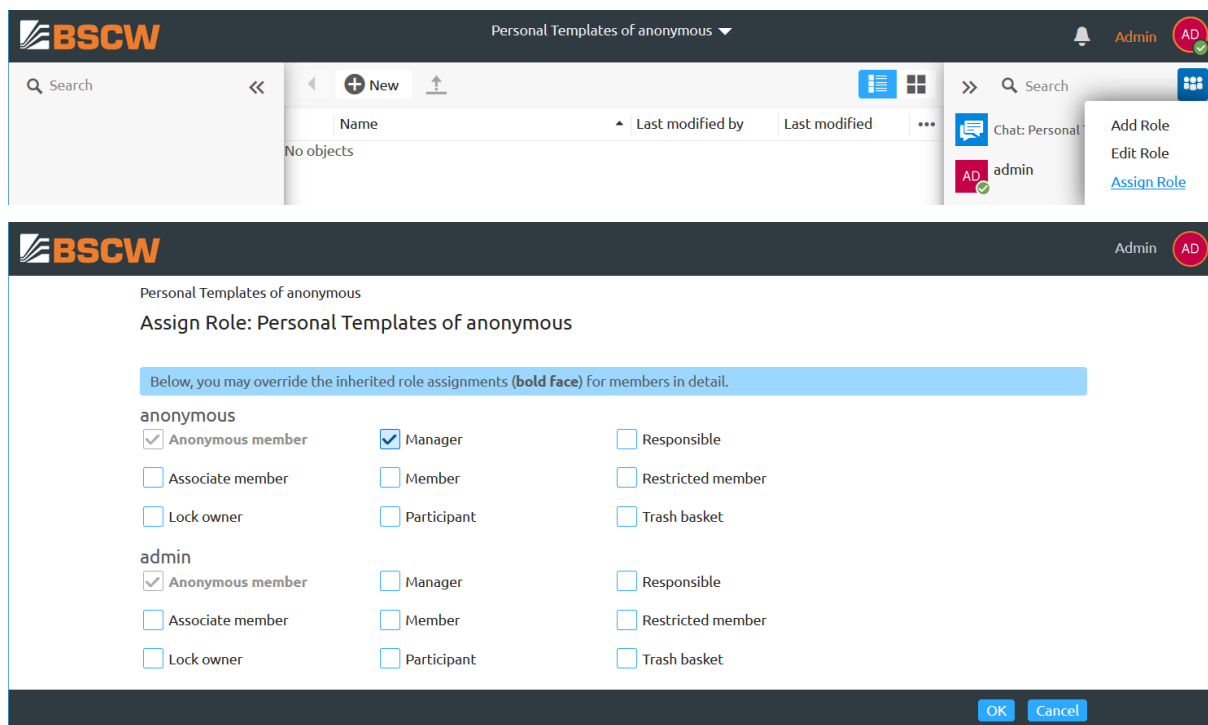 BSCW Personal Templates of anonymous Admin AD
Search New Search
Name Last modified by Last modified
No objects
Chat: Personal
AD admin
Add Role
Edit Role
Assign Role
BSCW Admin AD
Personal Templates of anonymous
Assign Role: Personal Templates of anonymous
Below, you may override the inherited role assignments (bold face) for members in detail.
anonymous
Anonymous member Manager Responsible
Associate member Member Restricted member
Lock owner Participant Trash basket
admin
Anonymous member Manager Responsible
Associate member Member Restricted member
Lock owner Participant Trash basket
OK Cancel